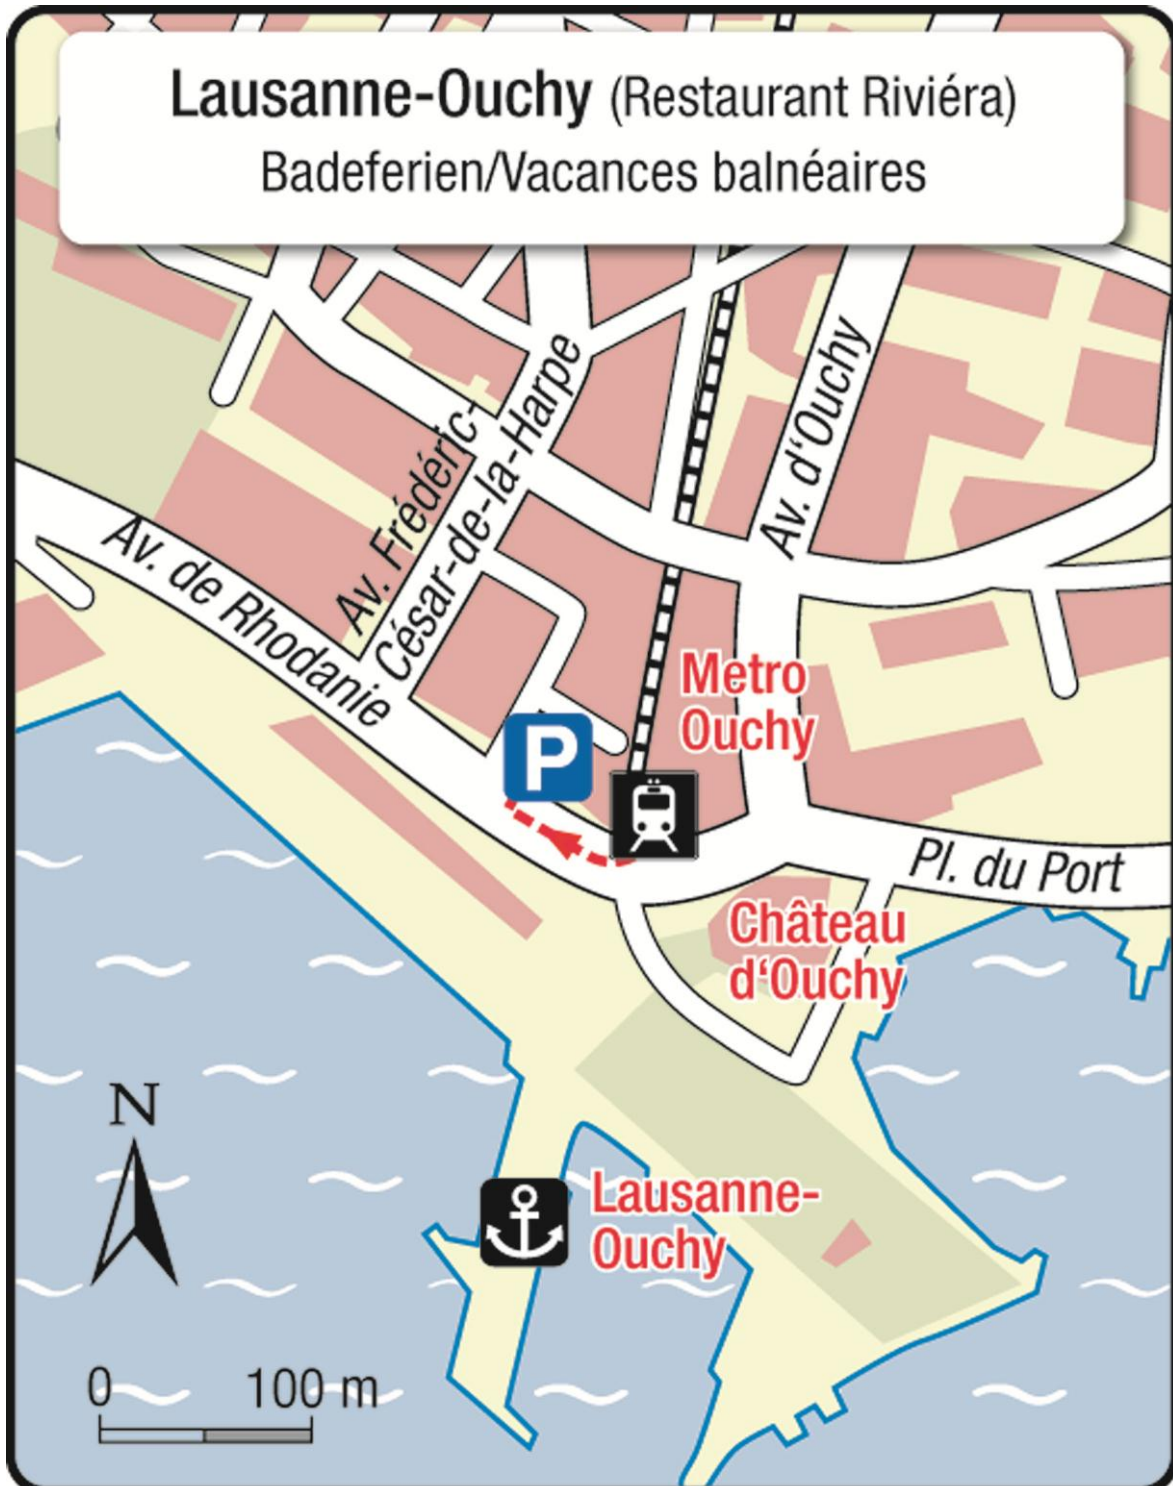 Lausanne-Ouchy (Restaurant Riviéra)
Badeferien/Vacances balnéaires
Av. d‘Ouchy
Av. Frédéric-
César-de-la-Harpe
Av. de Rhodanie
Metro
Ouchy
P
Pl. du Port
Château
d‘Ouchy
N
Lausanne-
Ouchy
0 100 m